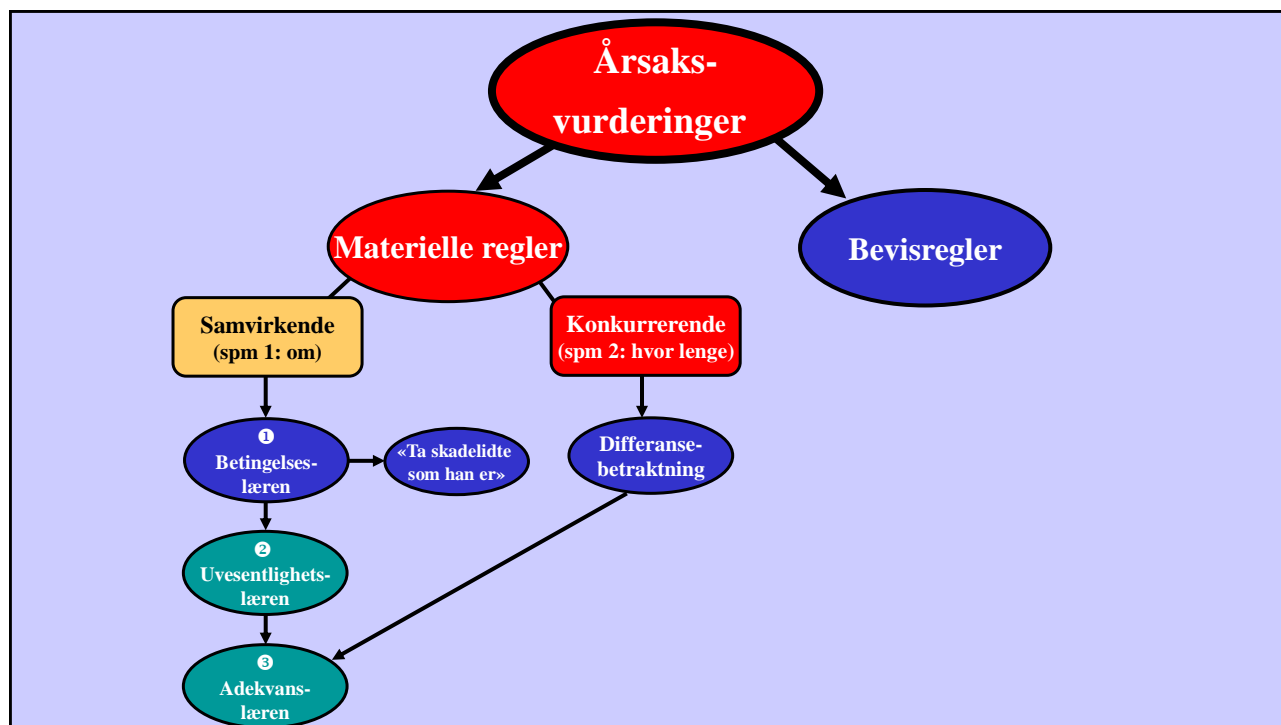 Årsaks-
vurderinger
Materielle regler
Bevisregler
Samvirkende
(spm 1: om)
Konkurrerende
(spm 2: hvor lenge)
❶
Betingelses-
læren
«Ta skadelidte
som han er»
Differanse-
betraktning
❷
Uvesentlighets-
læren
❸
Adekvans-
læren